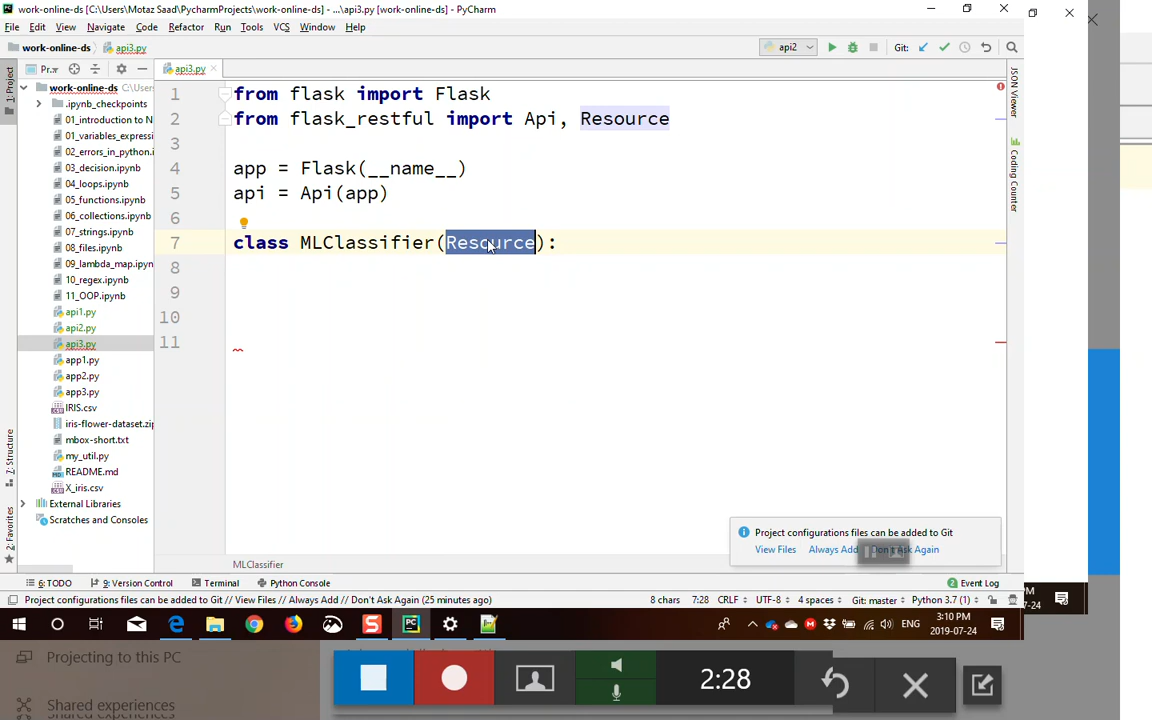 work-online-ds [C:\Users\Motaz Saad\PycharmProjects\work-online-ds] - ...\api3.py [work-online-ds] - PyCharm
File Edit View Navigate Code Refactor Run Tools VCS Window Help
work-online-ds api3.py api2 Git:
1: Project
Pr...
api3.py
work-online-ds C:\Users
.ipynb_checkpoints
01_introduction to N
01_variables_expressi
02_errors_in_python.i
03_decision.ipynb
04_loops.ipynb
05_functions.ipynb
06_collections.ipynb
07_strings.ipynb
08_files.ipynb
09_lambda_map.ipyn
10_regex.ipynb
11_OOP.ipynb
api1.py
api2.py
api3.py
app1.py
app2.py
app3.py
IRIS.csv
iris-flower-dataset.zip
mbox-short.txt
my_util.py
README.md
X_iris.csv
External Libraries
Scratches and Consoles
7: Structure
2: Favorites
1 from flask import Flask
2 from flask_restful import Api, Resource
3
4 app = Flask(__name__)
5 api = Api(app)
6
7 class MLClassifier(Resource):
8
9
10
11
JSON Viewer
Coding Counter
Project configurations files can be added to Git
View Files Always Add Don't Ask Again
MLClassifier
6: TODO 9: Version Control Terminal Python Console 2 Event Log
Project configurations files can be added to Git // View Files // Always Add // Don't Ask Again (25 minutes ago) 8 chars 7:28 CRLF UTF-8 4 spaces Git: master Python 3.7 (1)
ENG 3:10 PM
2019-07-24
PM
7-24
Projecting to this PC
2:28
Shared experiences